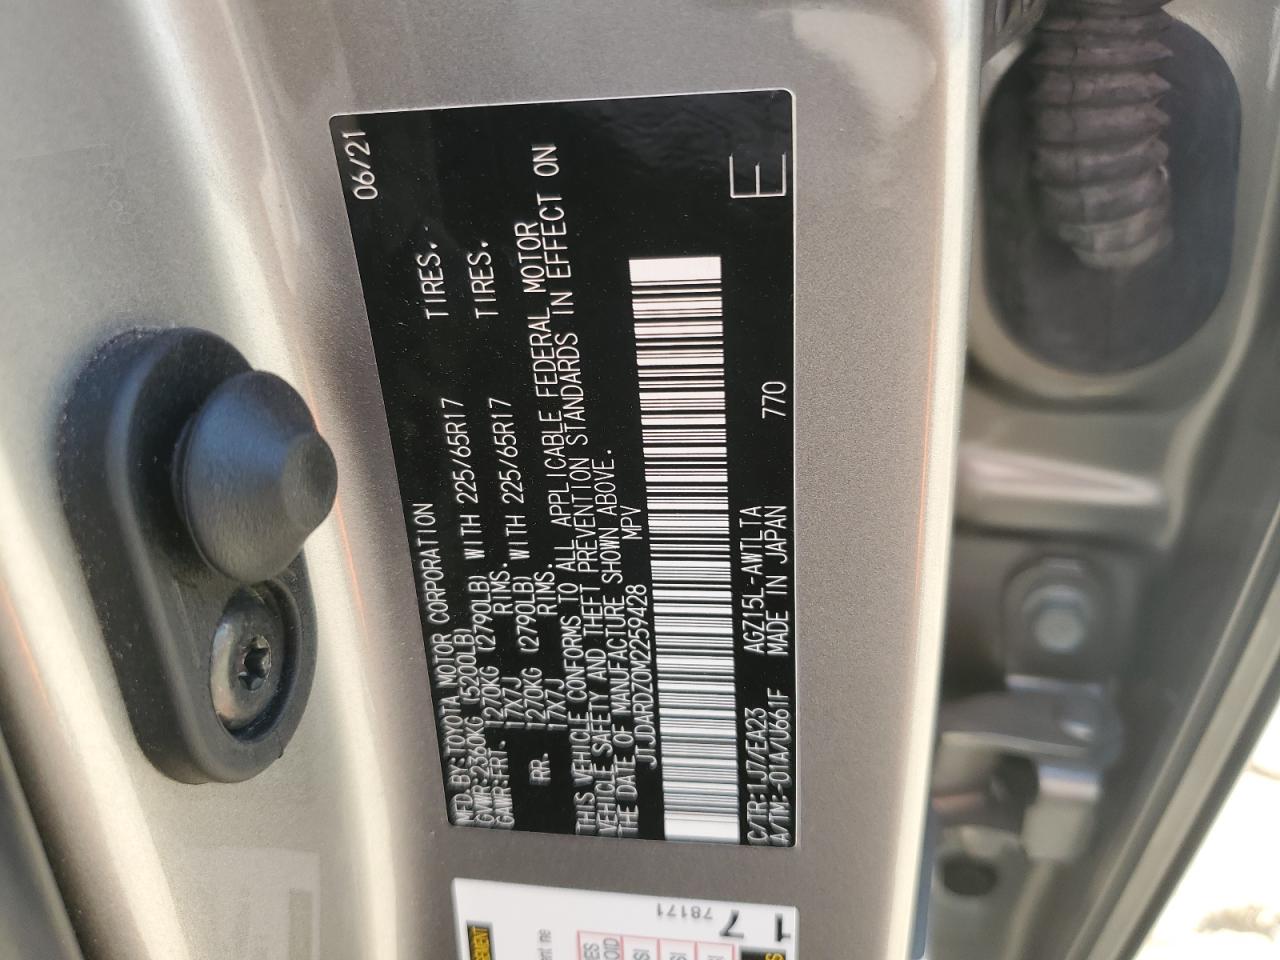 MFD.BY:TOYOTA MOTOR CORPORATION 06/21
GVWR:2360KG (5200LB)
GAWR:FRT. 1270KG (2790LB) WITH 225/65R17 TIRES.
17X7J RIMS.
RR. 1270KG (2790LB) WITH 225/65R17 TIRES.
17X7J RIMS.
THIS VEHICLE CONFORMS TO ALL APPLICABLE FEDERAL MOTOR
VEHICLE SAFETY AND THEFT PREVENTION STANDARDS IN EFFECT ON
THE DATE OF MANUFACTURE SHOWN ABOVE.
JTJDARDZ0M2259428 MPV
C/TR:1J7/EA23 AGZ15L-AWTLTA
A/TM:-01A/U661F MADE IN JAPAN 770
E
78171
17